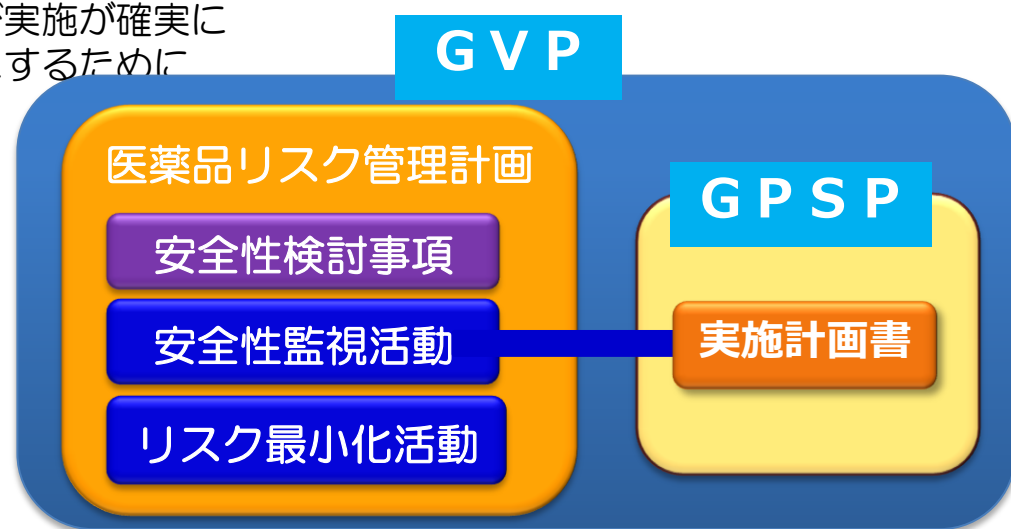 実施が確実に
するために
GVP
医薬品リスク管理計画
GPSP
安全性検討事項
安全性監視活動
実施計画書
リスク最小化活動